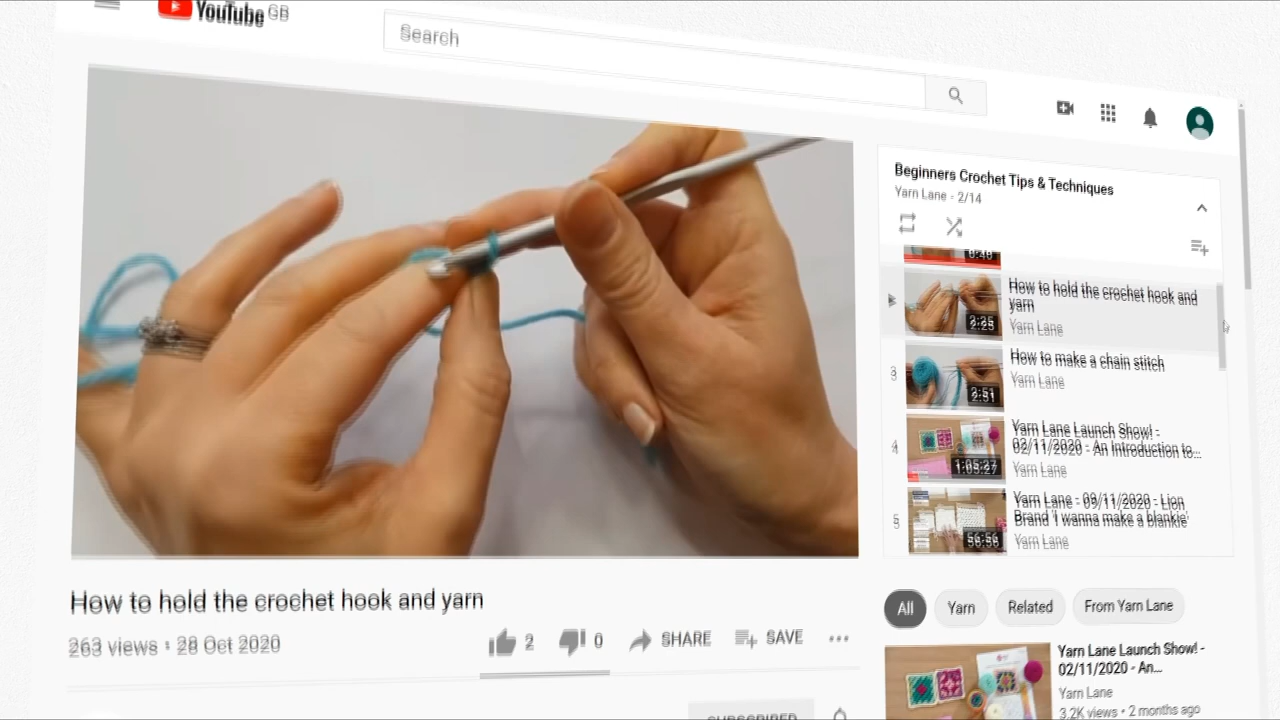 YouTube GB
Search
Beginners Crochet Tips & Techniques
Yarn Lane - 2/14
0:40
How to hold the crochet hook and
yarn
Yarn Lane
2:25
3
How to make a chain stitch
Yarn Lane
2:51
4
Yarn Lane Launch Show! -
02/11/2020 - An Introduction to...
Yarn Lane
1:05:27
5
Yarn Lane - 09/11/2020 - Lion
Brand 'I wanna make a blankie'
Yarn Lane
56:56
How to hold the crochet hook and yarn
263 views • 28 Oct 2020
2
0
SHARE
SAVE
All
Yarn
Related
From Yarn Lane
Yarn Lane Launch Show! -
02/11/2020 - An...
Yarn Lane
3.2K views • 2 months ago
SUBSCRIBED